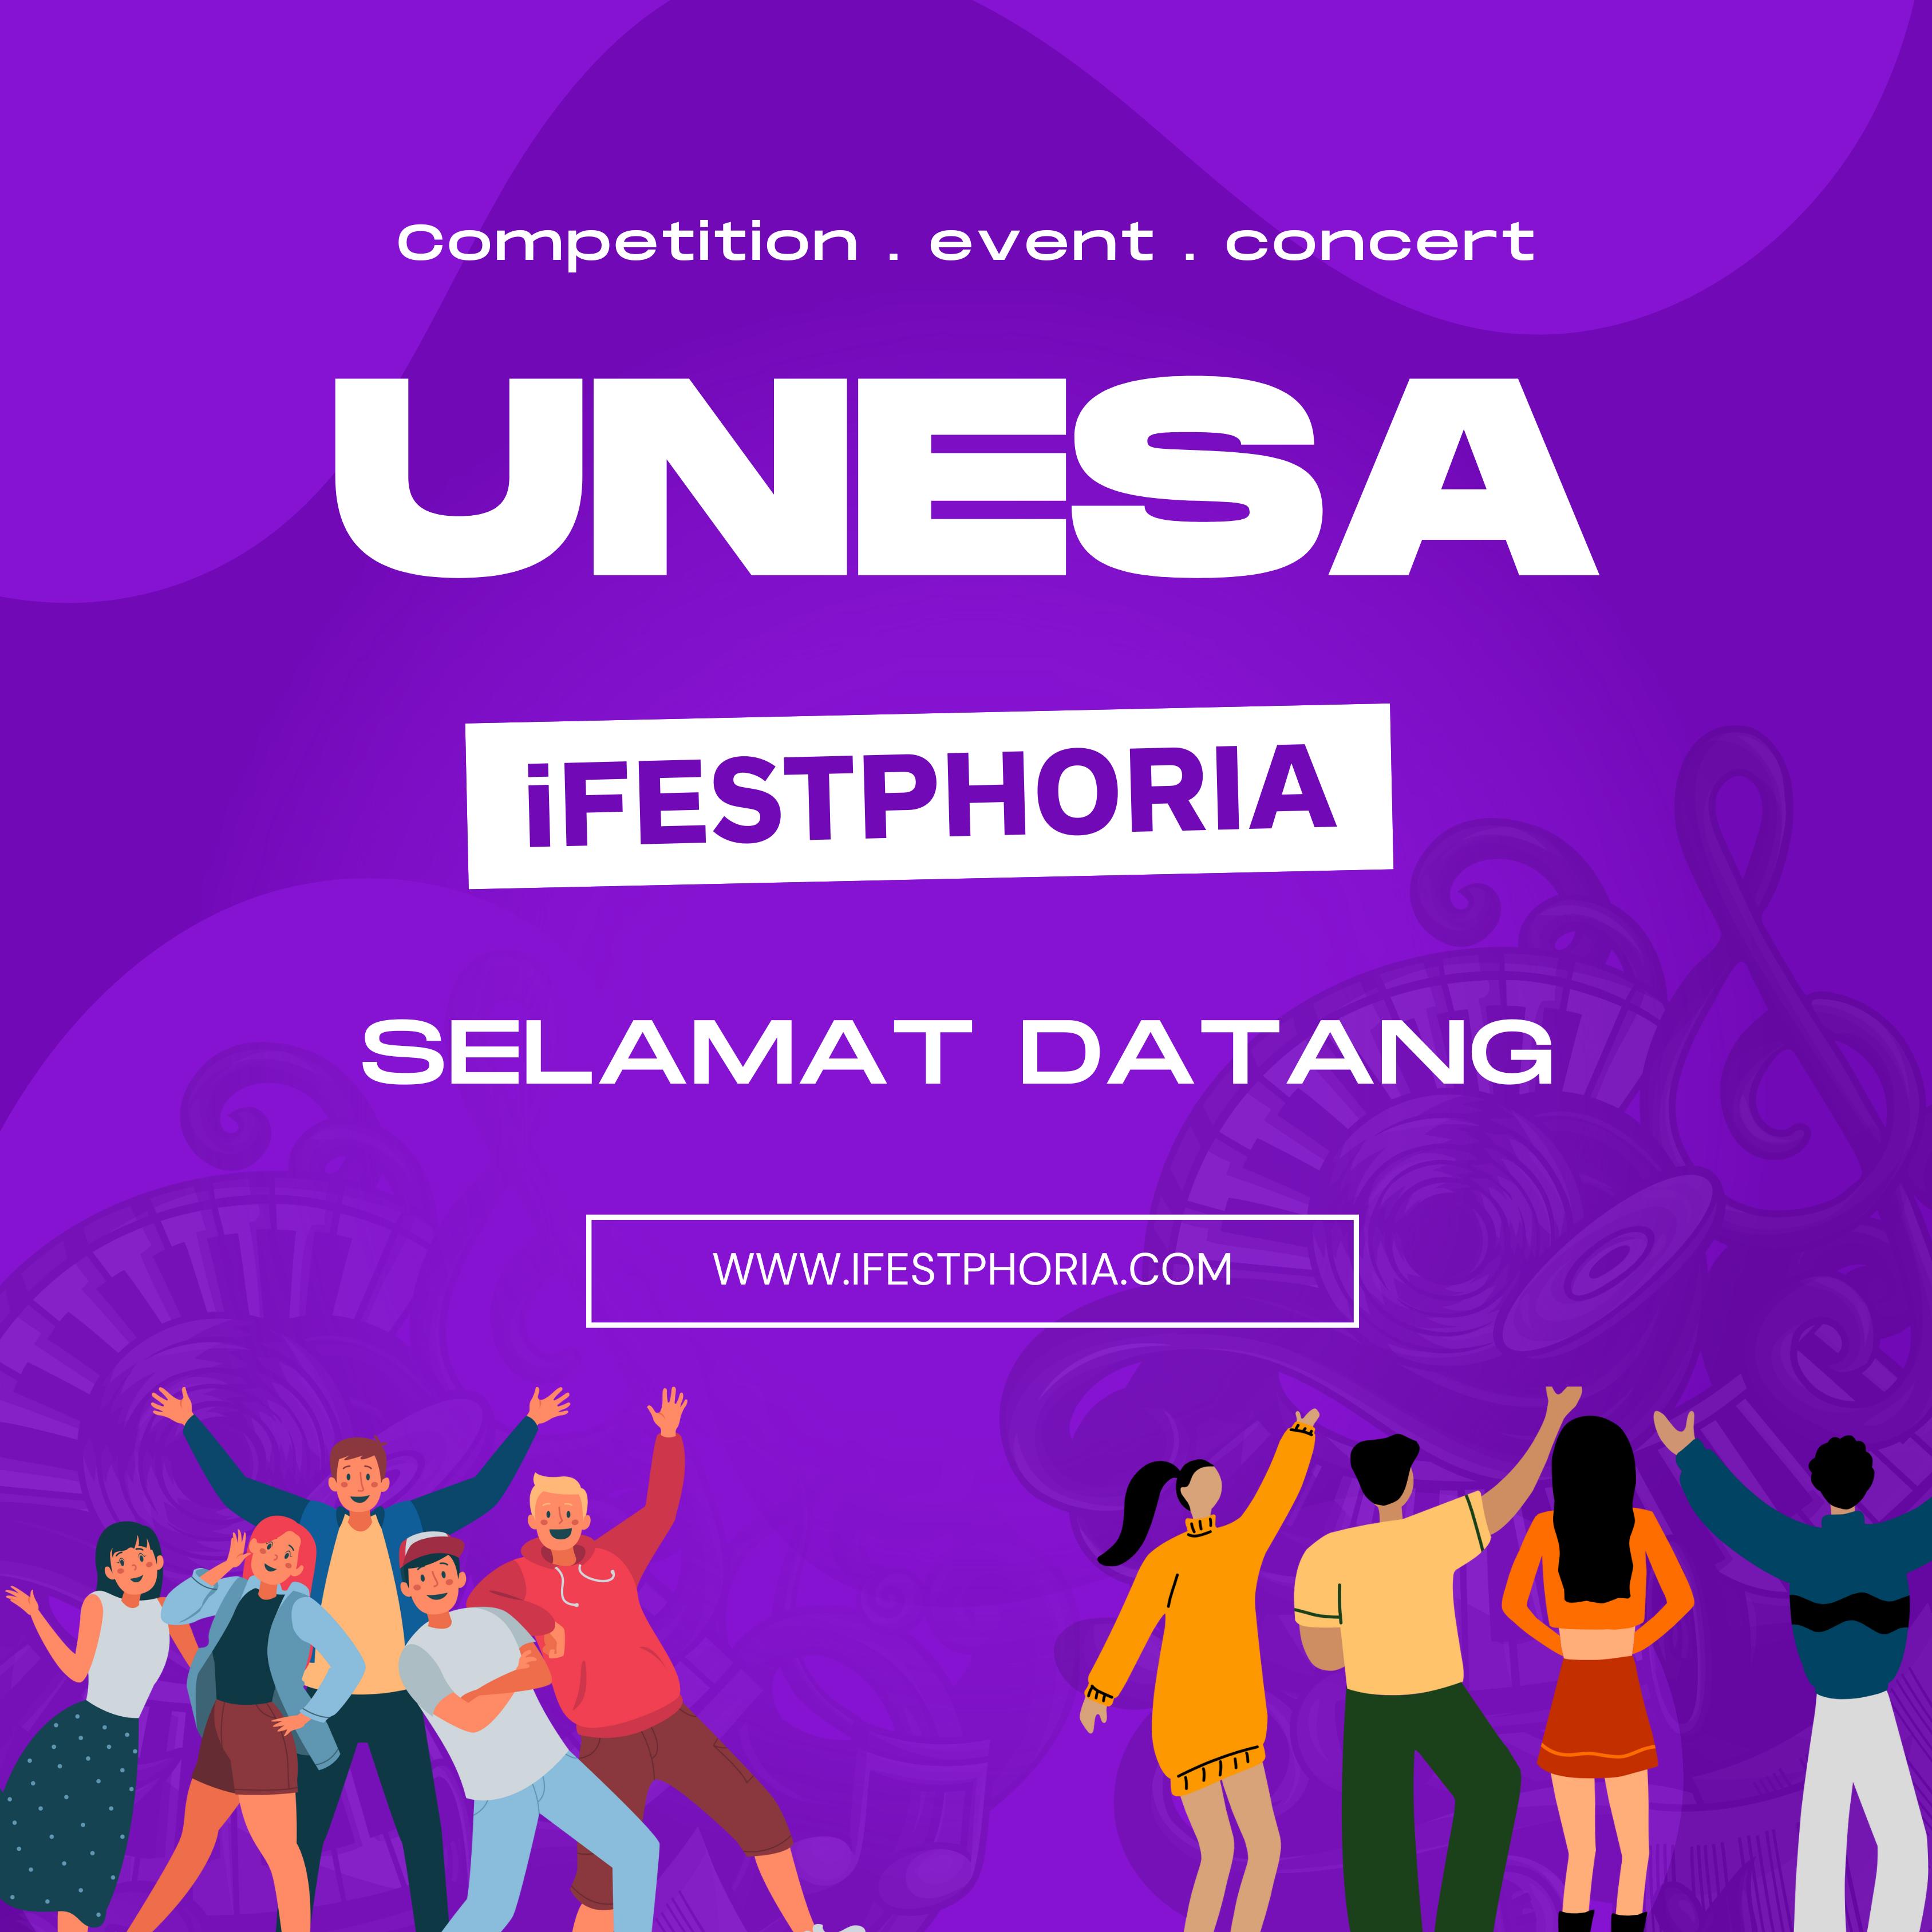 Competition . event . concert
UNESA
iFESTPHORIA
SELAMAT DATANG
WWW.IFESTPHORIA.COM